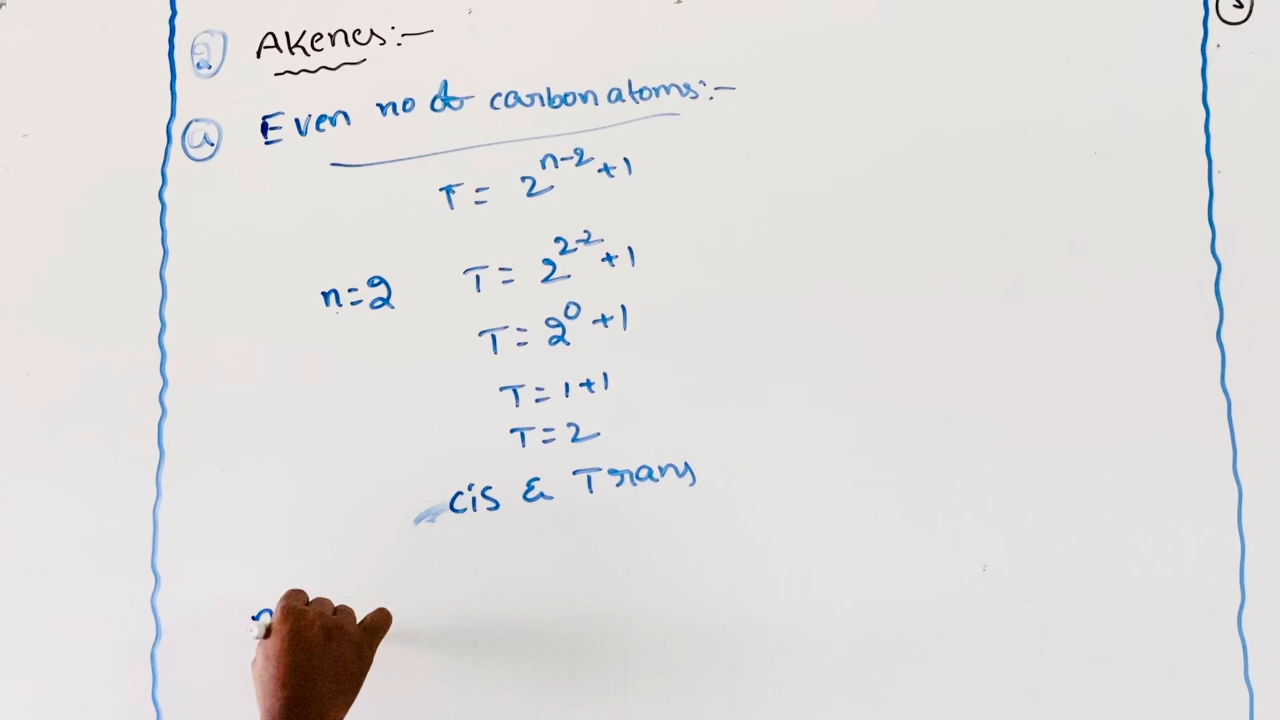 ② AKenes:-
ⓐ Even no of carbon atoms:-
T = 2^{n-2} + 1
n=2 T = 2^{2-2} + 1
T = 2^0 + 1
T = 1+1
T = 2
cis & Trans
n